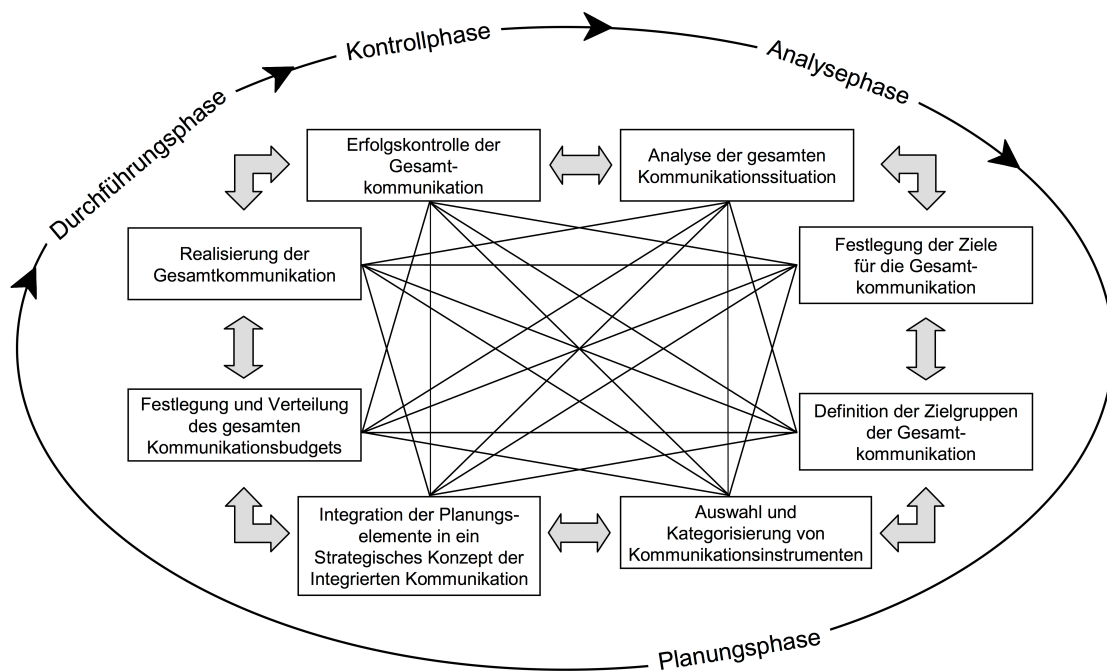 Kontrollphase
Analysephase
Durchführungsphase
Erfolgskontrolle der
Gesamt-
kommunikation
Analyse der gesamten
Kommunikationssituation
Realisierung der
Gesamtkommunikation
Festlegung der Ziele
für die Gesamt-
kommunikation
Festlegung und Verteilung
des gesamten
Kommunikationsbudgets
Definition der Zielgruppen
der Gesamt-
kommunikation
Integration der Planungs-
elemente in ein
Strategisches Konzept der
Integrierten Kommunikation
Auswahl und
Kategorisierung von
Kommunikationsinstrumenten
Planungsphase